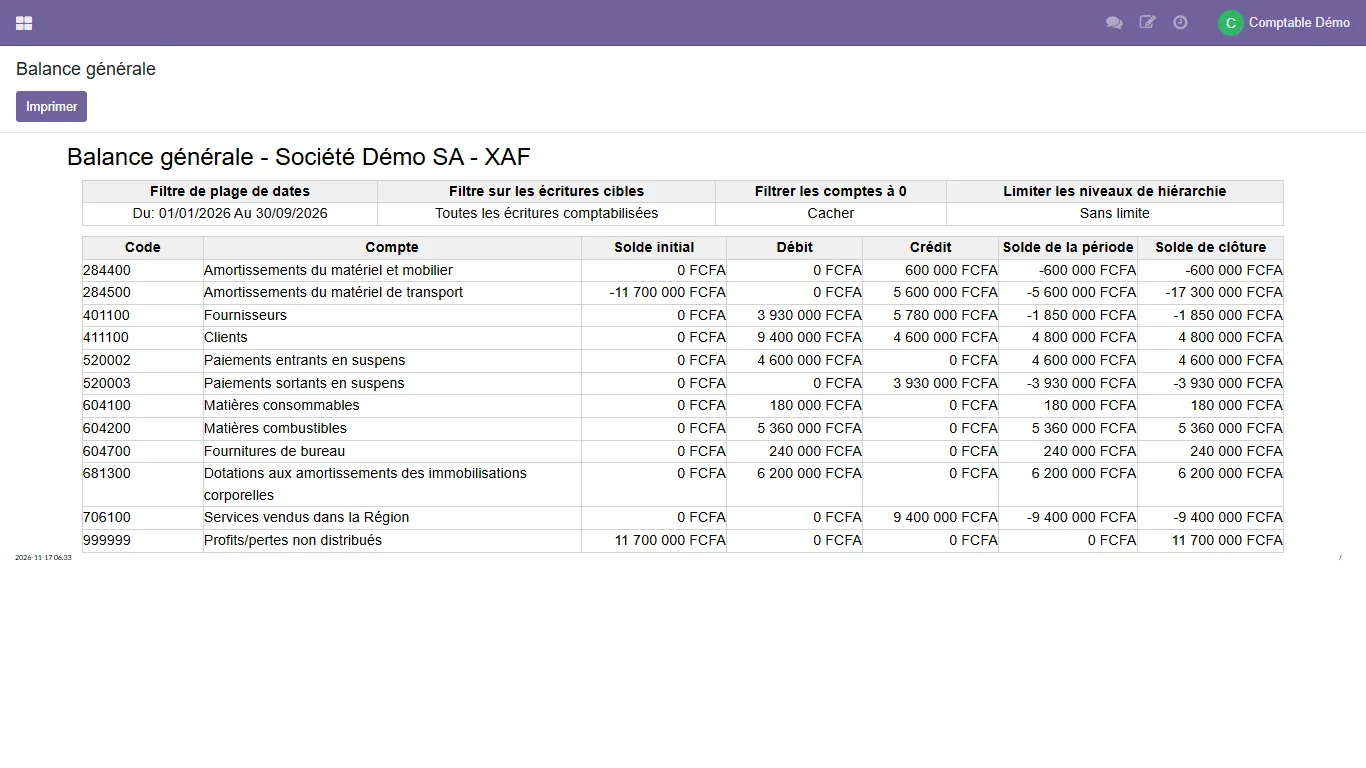 C Comptable Démo
Balance générale
Imprimer
Balance générale - Société Démo SA - XAF
Filtre de plage de dates Filtre sur les écritures cibles Filtrer les comptes à 0 Limiter les niveaux de hiérarchie
Du: 01/01/2026 Au 30/09/2026 Toutes les écritures comptabilisées Cacher Sans limite
Code Compte Solde initial Débit Crédit Solde de la période Solde de clôture
284400 Amortissements du matériel et mobilier 0 FCFA 0 FCFA 600 000 FCFA -600 000 FCFA -600 000 FCFA
284500 Amortissements du matériel de transport -11 700 000 FCFA 0 FCFA 5 600 000 FCFA -5 600 000 FCFA -17 300 000 FCFA
401100 Fournisseurs 0 FCFA 3 930 000 FCFA 5 780 000 FCFA -1 850 000 FCFA -1 850 000 FCFA
411100 Clients 0 FCFA 9 400 000 FCFA 4 600 000 FCFA 4 800 000 FCFA 4 800 000 FCFA
520002 Paiements entrants en suspens 0 FCFA 4 600 000 FCFA 0 FCFA 4 600 000 FCFA 4 600 000 FCFA
520003 Paiements sortants en suspens 0 FCFA 0 FCFA 3 930 000 FCFA -3 930 000 FCFA -3 930 000 FCFA
604100 Matières consommables 0 FCFA 180 000 FCFA 0 FCFA 180 000 FCFA 180 000 FCFA
604200 Matières combustibles 0 FCFA 5 360 000 FCFA 0 FCFA 5 360 000 FCFA 5 360 000 FCFA
604700 Fournitures de bureau 0 FCFA 240 000 FCFA 0 FCFA 240 000 FCFA 240 000 FCFA
681300 Dotations aux amortissements des immobilisations 0 FCFA 6 200 000 FCFA 0 FCFA 6 200 000 FCFA 6 200 000 FCFA
corporelles
706100 Services vendus dans la Région 0 FCFA 0 FCFA 9 400 000 FCFA -9 400 000 FCFA -9 400 000 FCFA
999999 Profits/pertes non distribués 11 700 000 FCFA 0 FCFA 0 FCFA 0 FCFA 11 700 000 FCFA
2026-11-17 06:33 /